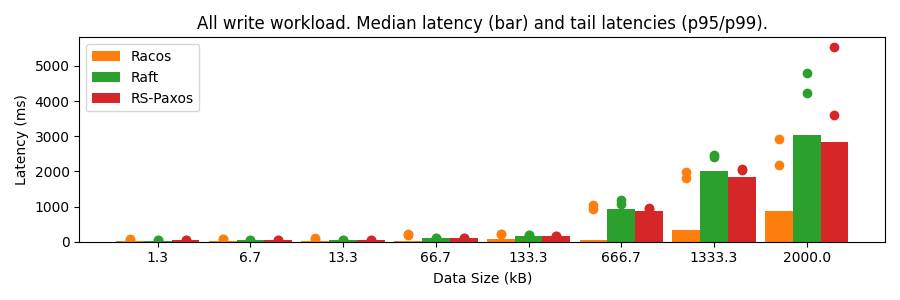 All write workload. Median latency (bar) and tail latencies (p95/p99).
Racos
Raft
RS-Paxos
Latency (ms)
5000
4000
3000
2000
1000
0
1.3 6.7 13.3 66.7 133.3 666.7 1333.3 2000.0
Data Size (kB)